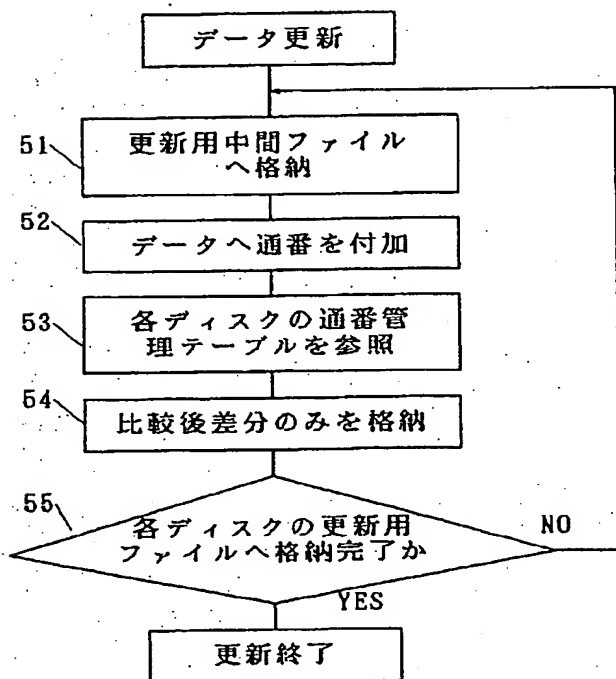 データ更新
51
更新用中間ファイル
へ格納
52
データへ通番を付加
53
各ディスクの通番管
理テーブルを参照
54
比較後差分のみを格納
55
各ディスクの更新用
ファイルへ格納完了か
NO
YES
更新終了